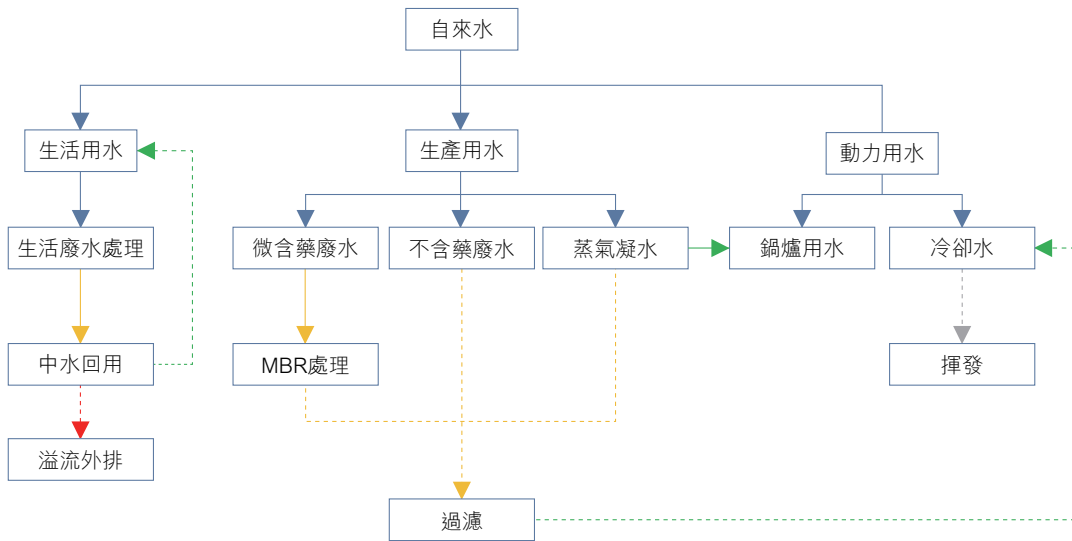 自來水
生活用水
生產用水
動力用水
生活廢水處理
微含藥廢水
不含藥廢水
蒸氣凝水
鍋爐用水
冷卻水
中水回用
MBR處理
揮發
溢流外排
過濾